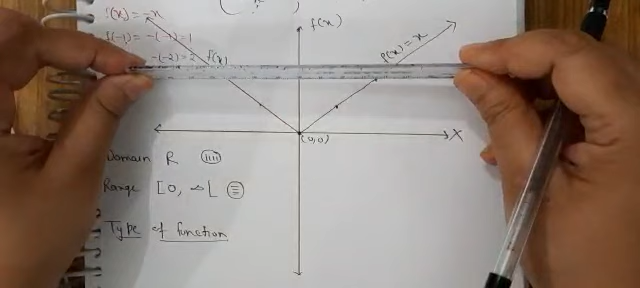 f(x) = -x
f(x)
f(-1) = -(-1) = 1
-(-2) = 2
f(x)
f(x) = x
(0,0)
X
Domain R
Range [0, ∞[
Type of function